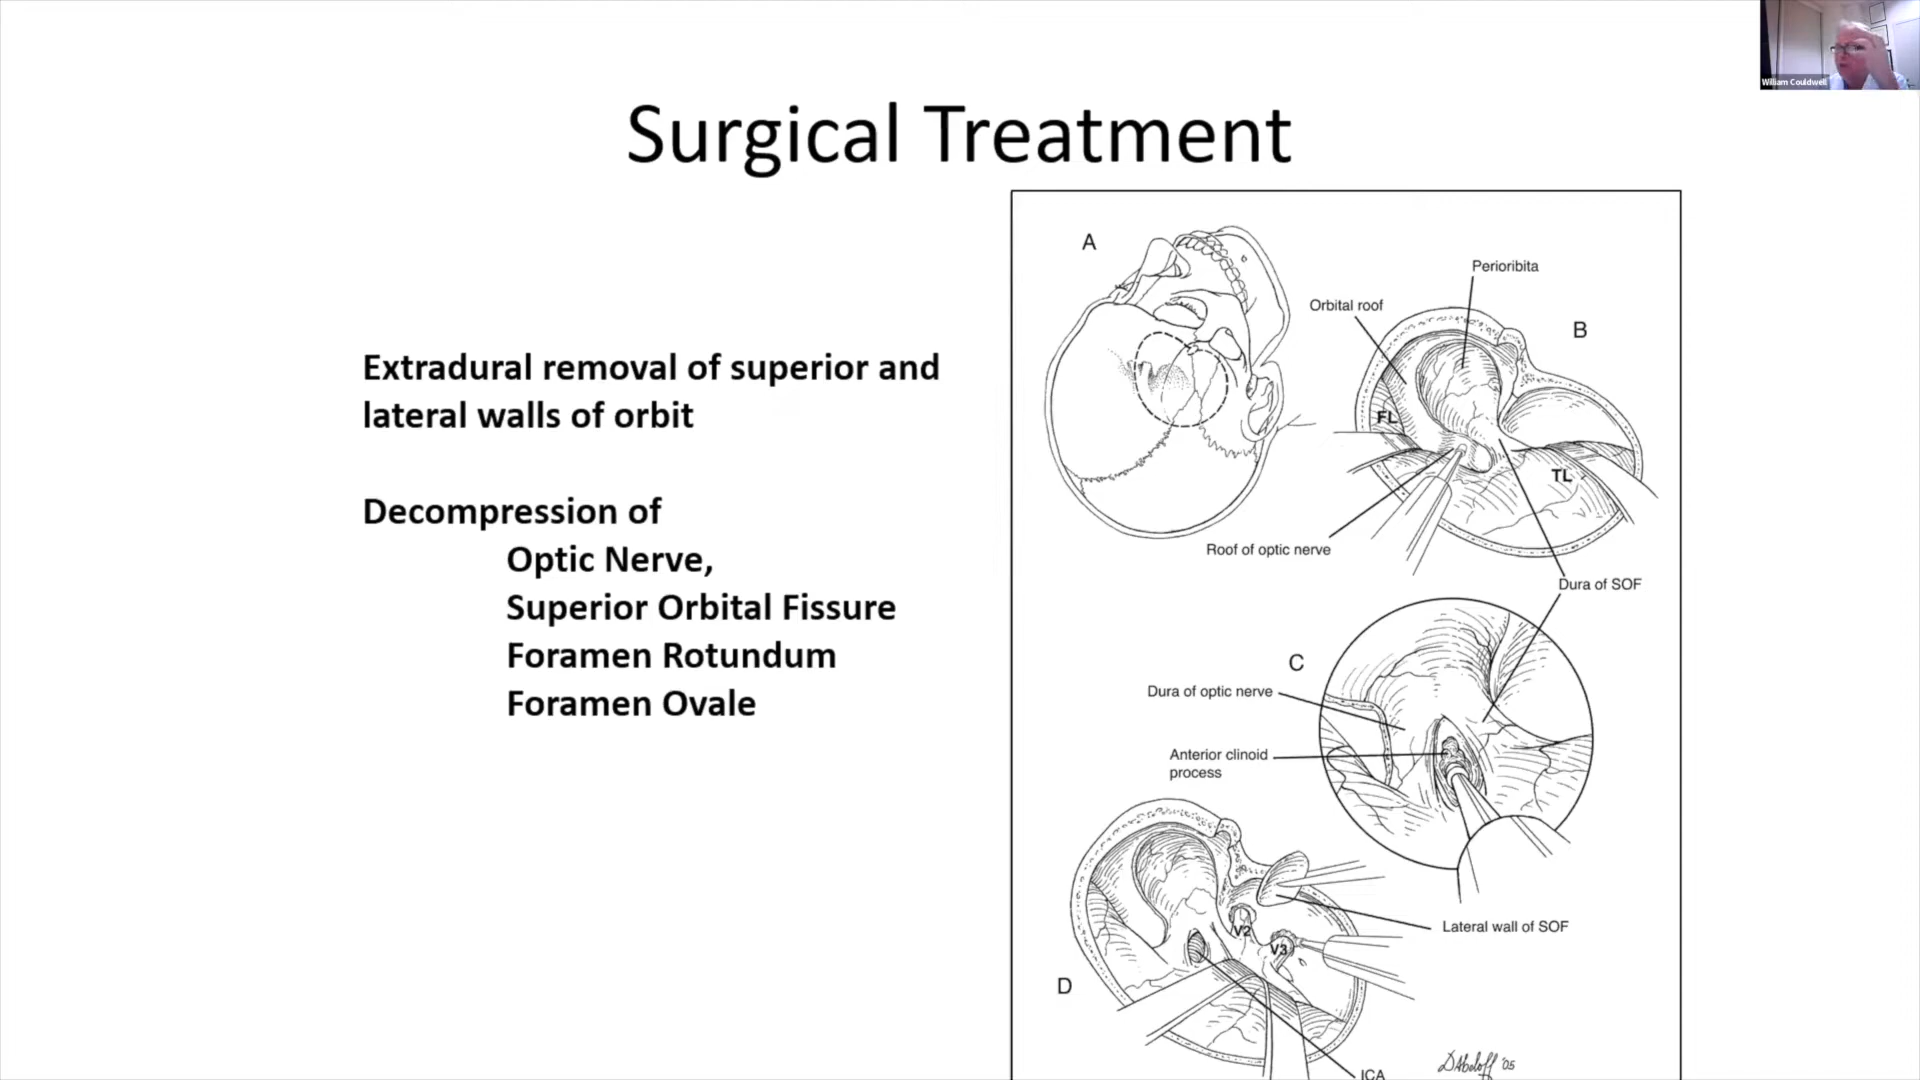 William Couldwell
Surgical Treatment
Extradural removal of superior and
lateral walls of orbit
Decompression of
Optic Nerve,
Superior Orbital Fissure
Foramen Rotundum
Foramen Ovale
A
Perioribita
Orbital roof
B
FL
TL
Roof of optic nerve
Dura of SOF
C
Dura of optic nerve
Anterior clinoid
process
V2
V3
Lateral wall of SOF
D
ICA
DAbeloff '05